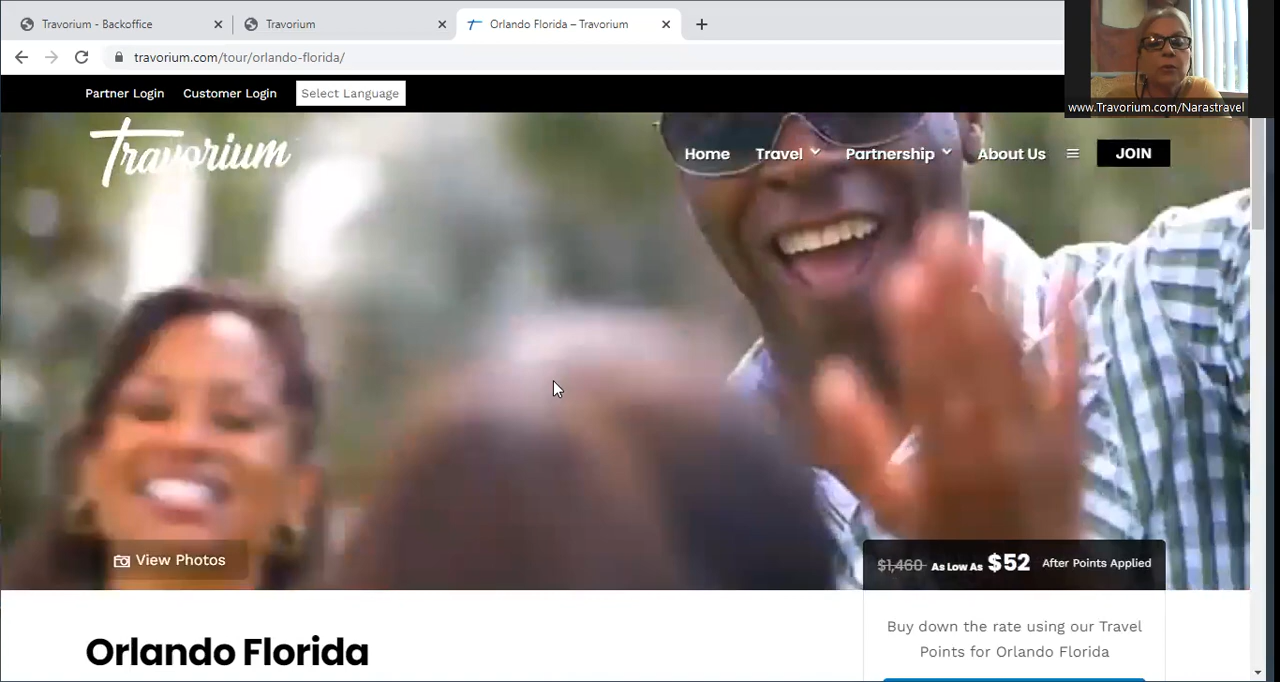 Travorium - Backoffice
Travorium
Orlando Florida – Travorium
travorium.com/tour/orlando-florida/
www.Travorium.com/Narastravel
Partner Login Customer Login Select Language
Travorium
Home Travel Partnership About Us JOIN
View Photos
$1,460 As Low As $52 After Points Applied
Orlando Florida
Buy down the rate using our Travel
Points for Orlando Florida